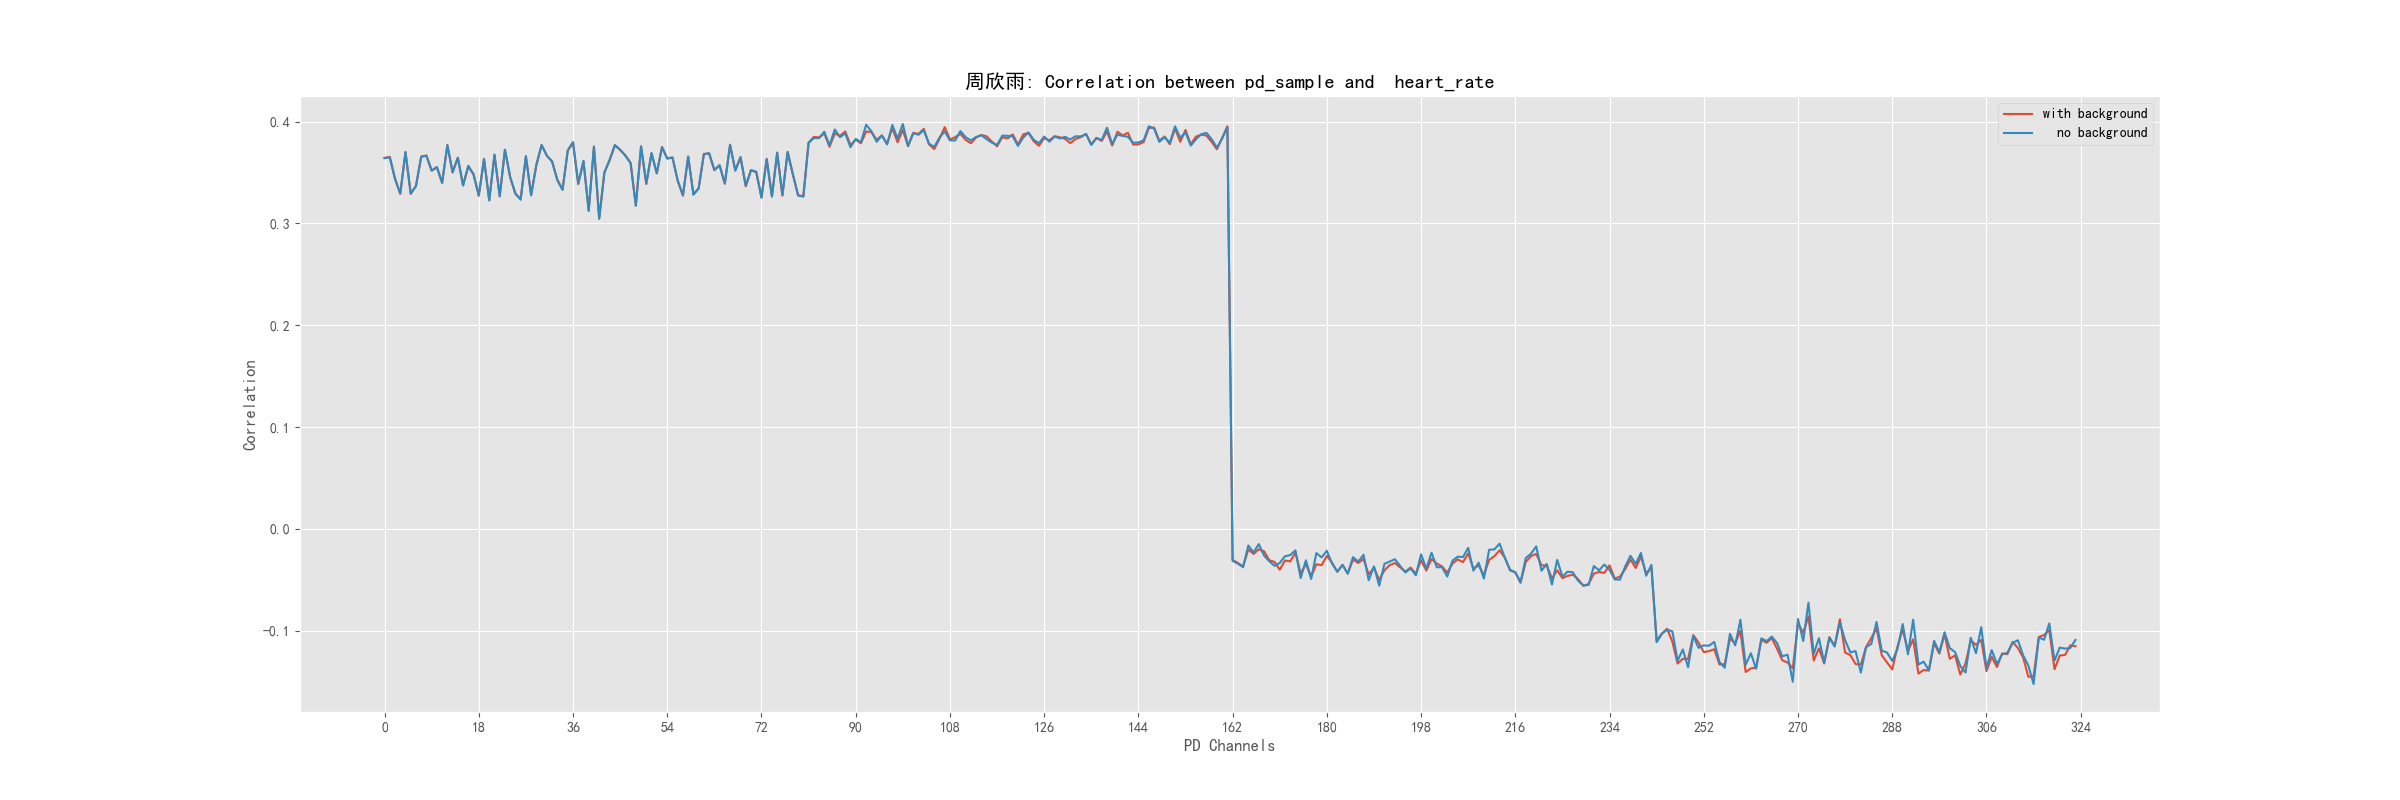 周欣雨: Correlation between pd_sample and  heart_rate
with background
no background
0.4
0.3
0.2
0.1
0.0
-0.1
Correlation
0 18 36 54 72 90 108 126 144 162 180 198 216 234 252 270 288 306 324
PD Channels